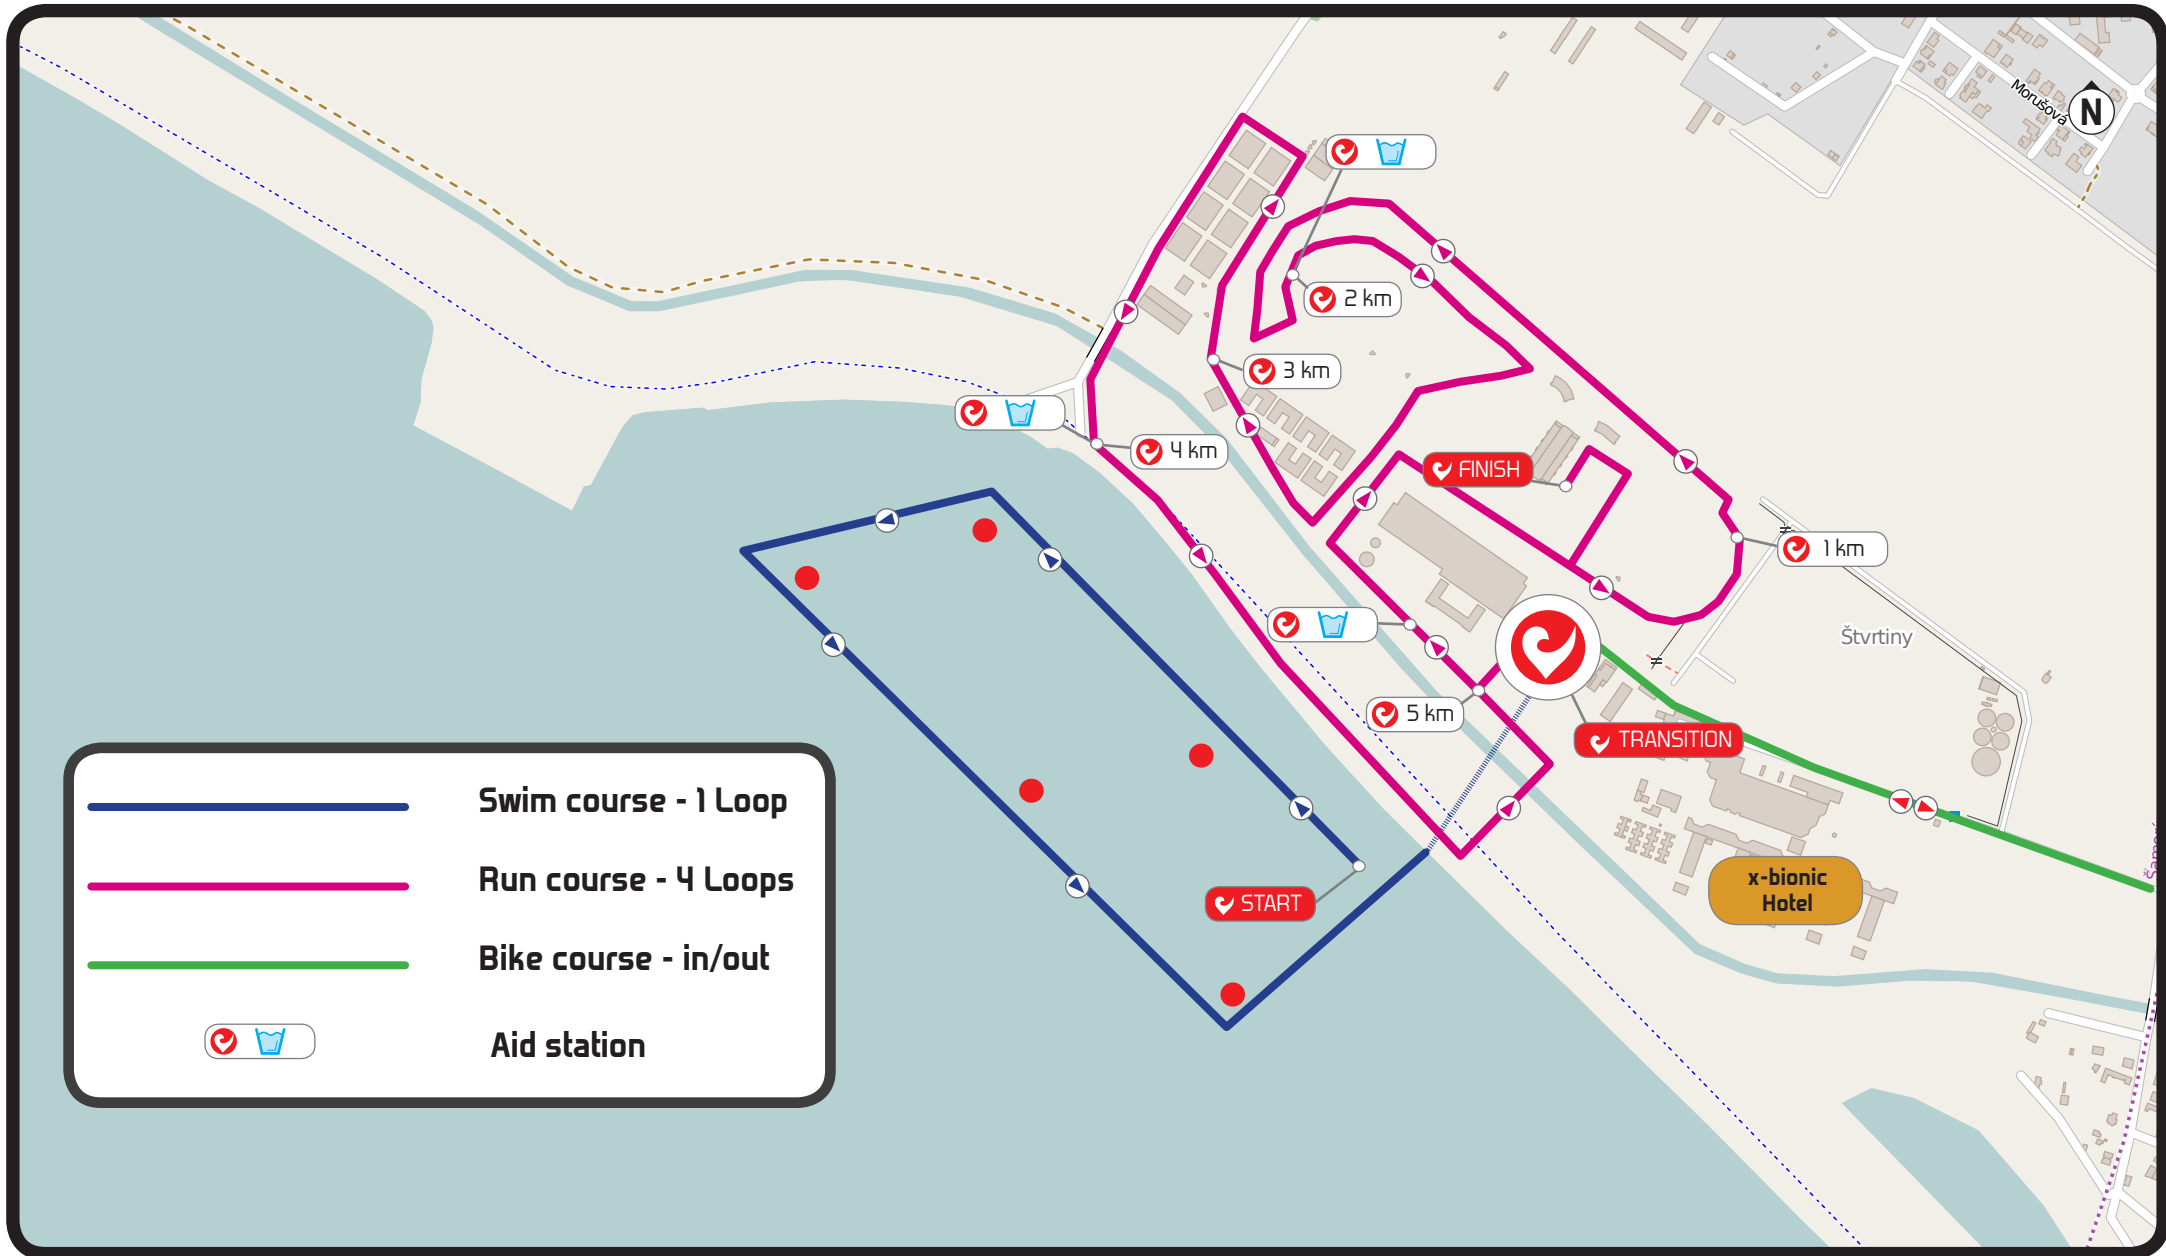 Morušová
N
2 km
3 km
4 km
FINISH
1 km
Štvrtiny
5 km
TRANSITION
x-bionic
Hotel
START
Swim course - 1 Loop
Run course - 4 Loops
Bike course - in/out
Aid station